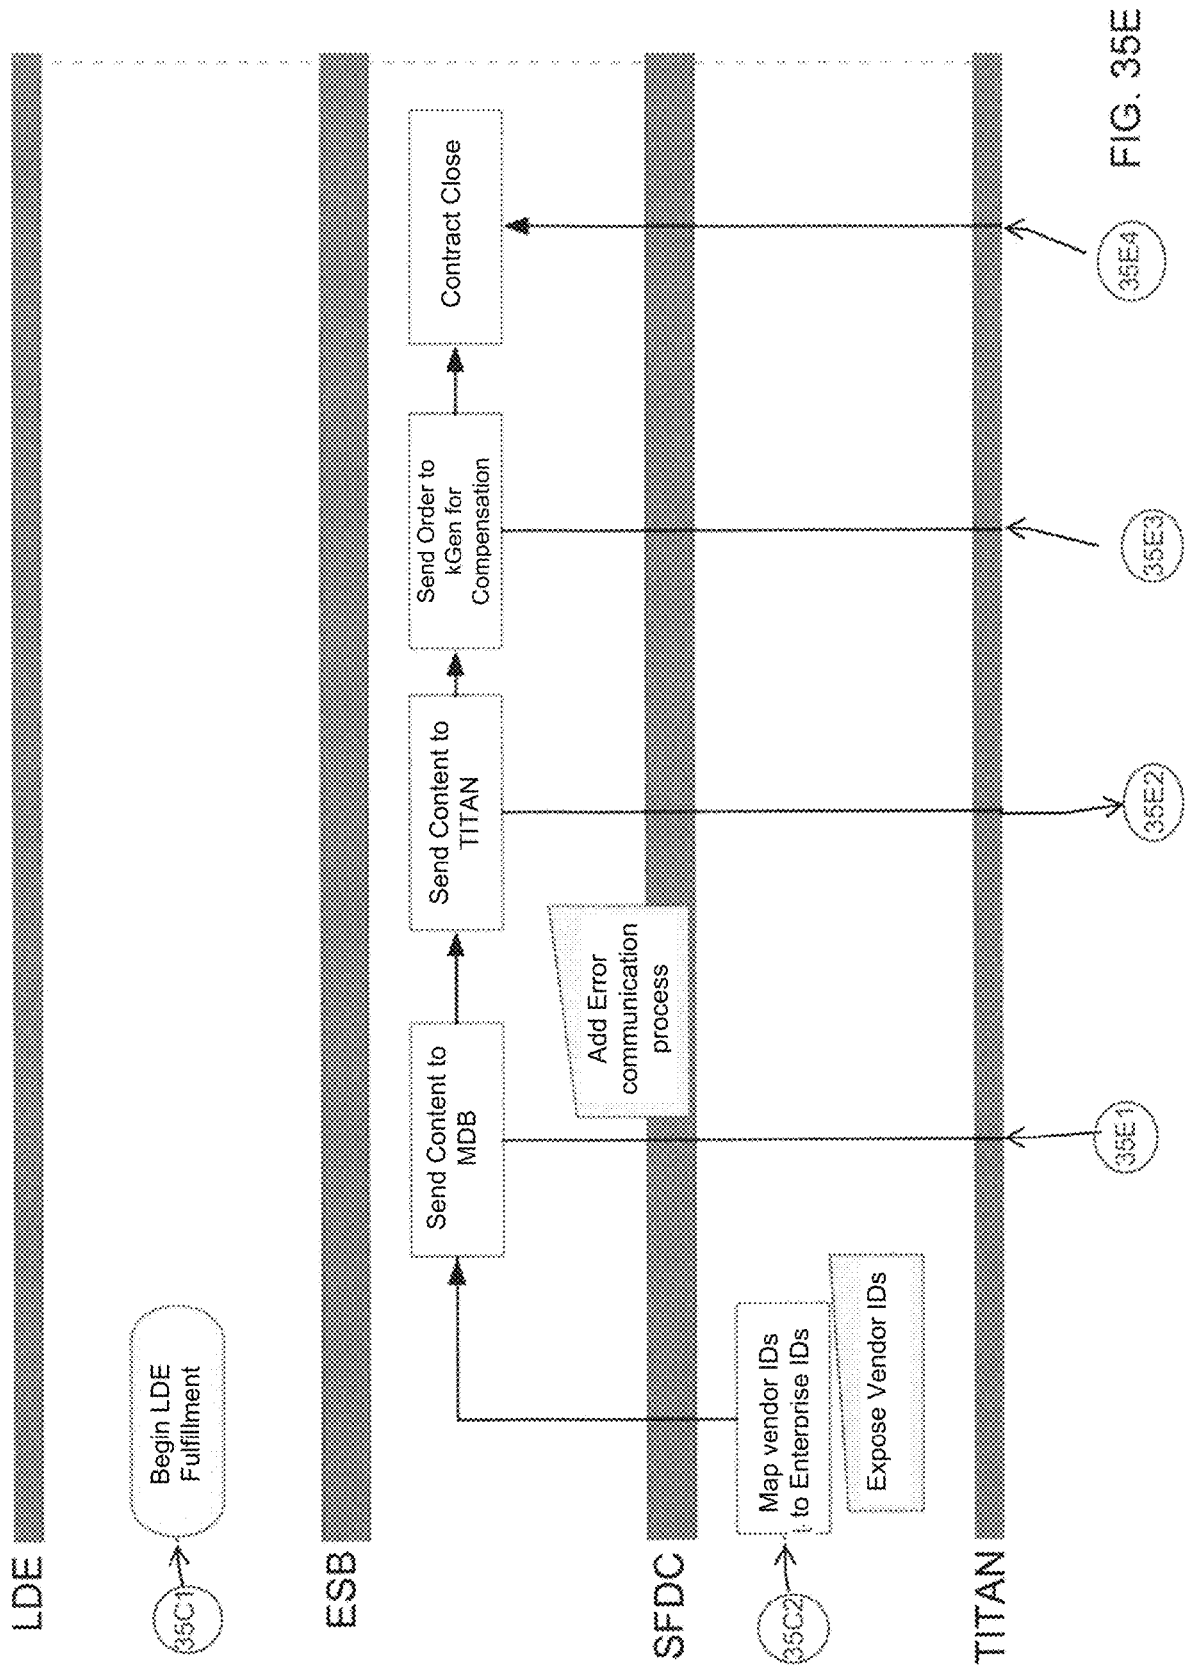 LDE
35C1
Begin LDE
Fulfillment
ESB
Send Content to
MDB
Send Content to
TITAN
Send Order to
kGen for
Compensation
Contract Close
SFDC
Add Error
communication
process
35C2
Map vendor IDs
to Enterprise IDs
Expose Vendor IDs
TITAN
35E1
35E2
35E3
35E4
FIG. 35E